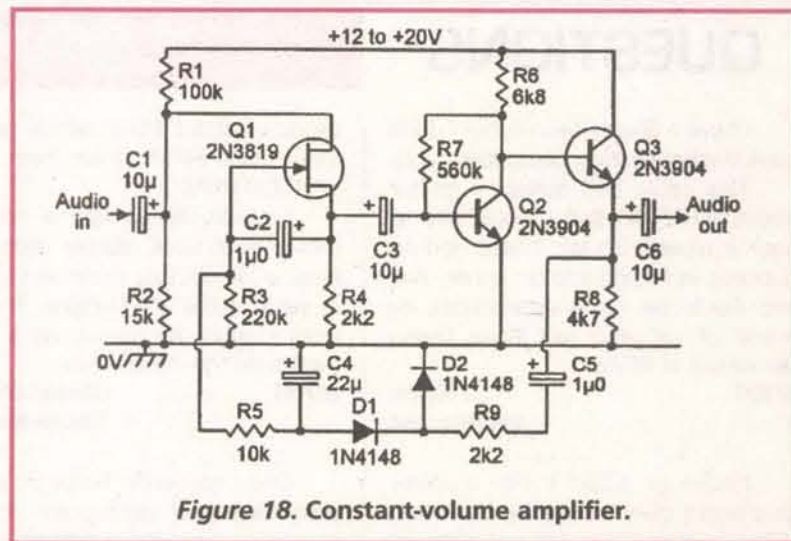 QUESTIONS
+12 to +20V
R1
100k
Q1
2N3819
R6
6k8
R7
560k
Q3
2N3904
C1
10µ
Audio
in
C2
1µ0
C3
10µ
Q2
2N3904
C6
10µ
Audio
out
R2
15k
R3
220k
R4
2k2
R8
4k7
0V
C4
22µ
D2
1N4148
C5
1µ0
R5
10k
D1
1N4148
R9
2k2
Figure 18. Constant-volume amplifier.